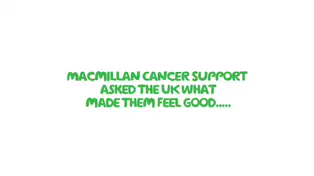 MACMILLAN CANCER SUPPORT
ASKED THE UK WHAT
MADE THEM FEEL GOOD.....